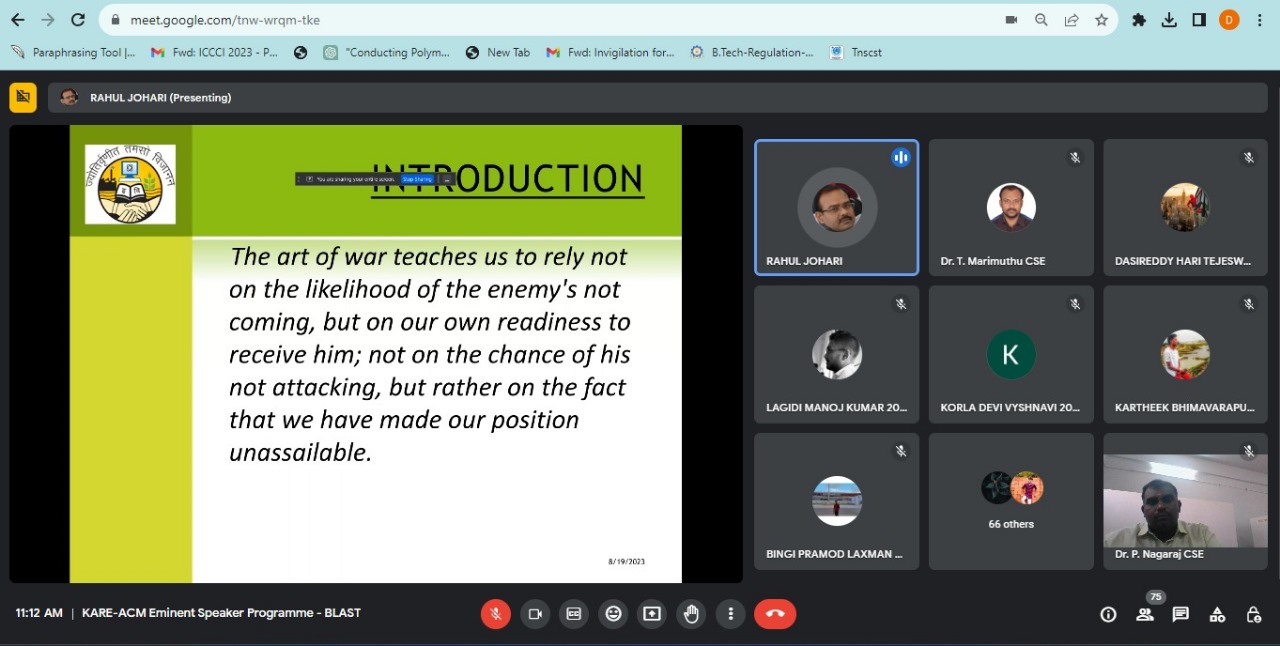 meet.google.com/tnw-wrqm-tke
D
Paraphrasing Tool |...
Fwd: ICCCI 2023 - P...
"Conducting Polym...
New Tab
Fwd: Invigilation for...
B.Tech-Regulation-...
Tnscst
RAHUL JOHARI (Presenting)
ज्योतिर्वृणीत तमसो विजानन
INTRODUCTION
You are sharing your entire screen.
Stop Sharing
The art of war teaches us to rely not
on the likelihood of the enemy's not
coming, but on our own readiness to
receive him; not on the chance of his
not attacking, but rather on the fact
that we have made our position
unassailable.
8/19/2023
RAHUL JOHARI
Dr. T. Marimuthu CSE
DASIREDDY HARI TEJESW...
LAGIDI MANOJ KUMAR 20...
K
KORLA DEVI VYSHNAVI 20...
KARTHEEK BHIMAVARAPU...
BINGI PRAMOD LAXMAN ...
66 others
Dr. P. Nagaraj CSE
11:12 AM | KARE-ACM Eminent Speaker Programme - BLAST
75